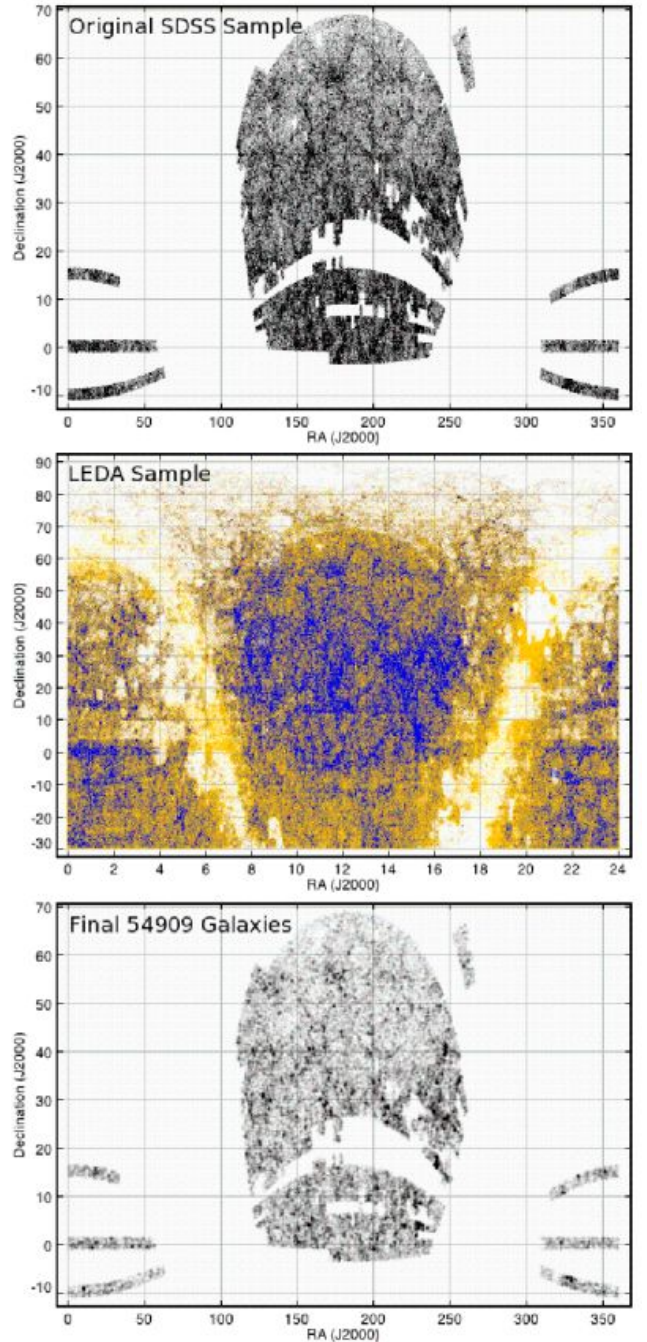 Original SDSS Sample
70
60
50
40
30
20
10
0
-10
Declination (J2000)
0 50 100 150 200 250 300 350
RA (J2000)
LEDA Sample
90
80
70
60
50
40
30
20
10
0
-10
-20
-30
Declination (J2000)
0 2 4 6 8 10 12 14 16 18 20 22 24
RA (J2000)
Final 54909 Galaxies
70
60
50
40
30
20
10
0
-10
Declination (J2000)
0 50 100 150 200 250 300 350
RA (J2000)